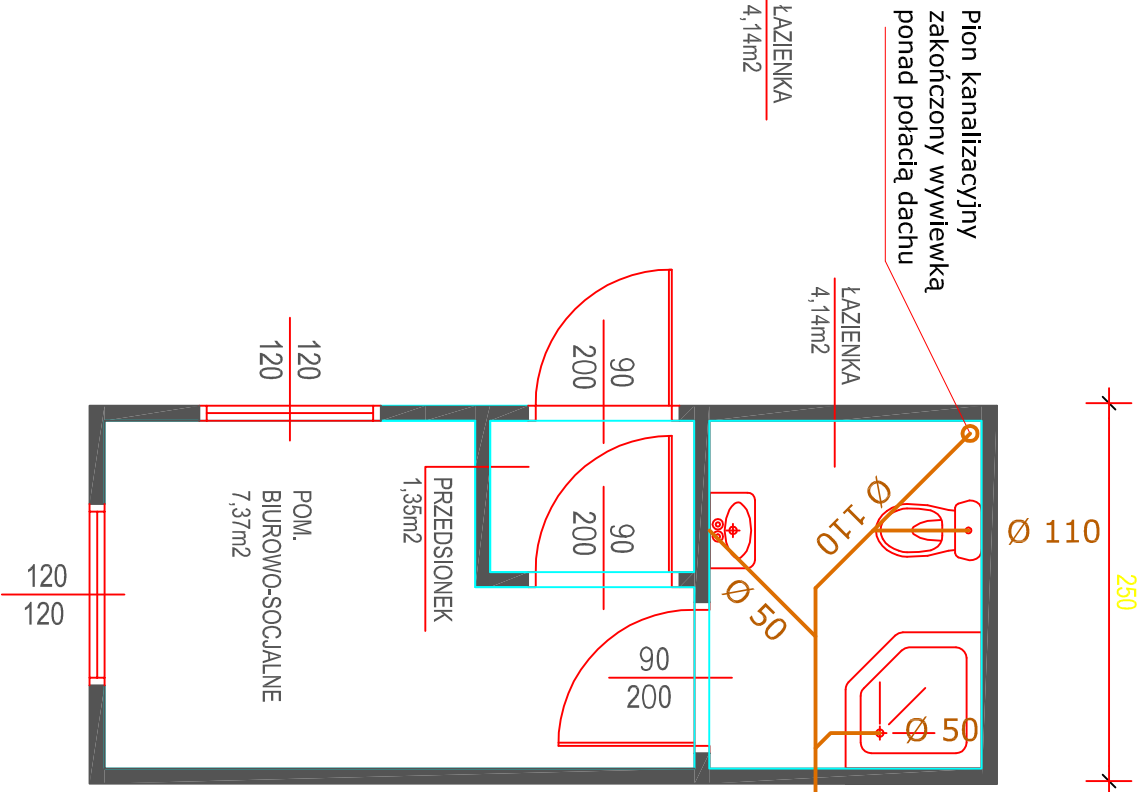 Pion kanalizacyjny
zakończony wywiewką
ponad połacią dachu
ŁAZIENKA
4,14m2
ŁAZIENKA
4,14m2
120
120
90
200
90
200
90
200
120
120
PRZEDSIONEK
1,35m2
POM.
BIUROWO-SOCJALNE
7,37m2
Ø 110
Ø 110
Ø 50
Ø 50
250